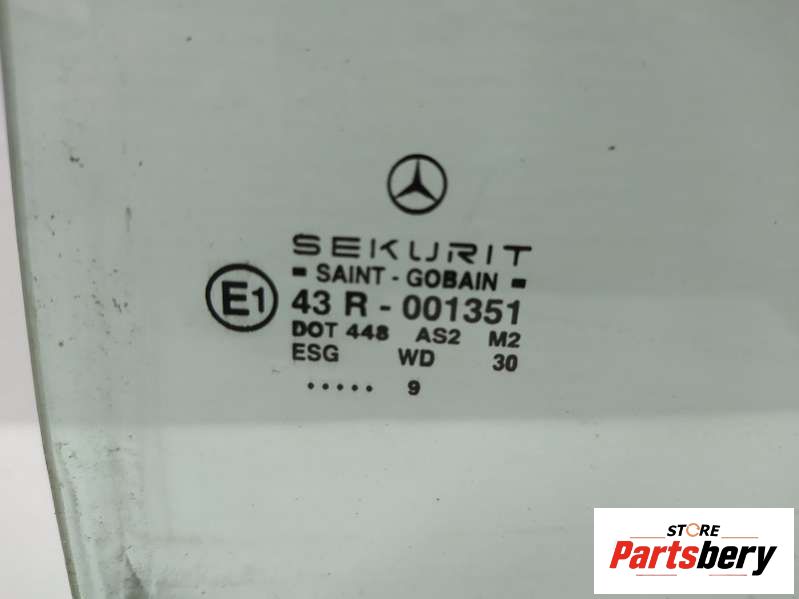 SEKURIT
SAINT - GOBAIN
E1 43 R - 001351
DOT 448 AS2 M2
ESG WD 30
..... 9
STORE
Partsbery